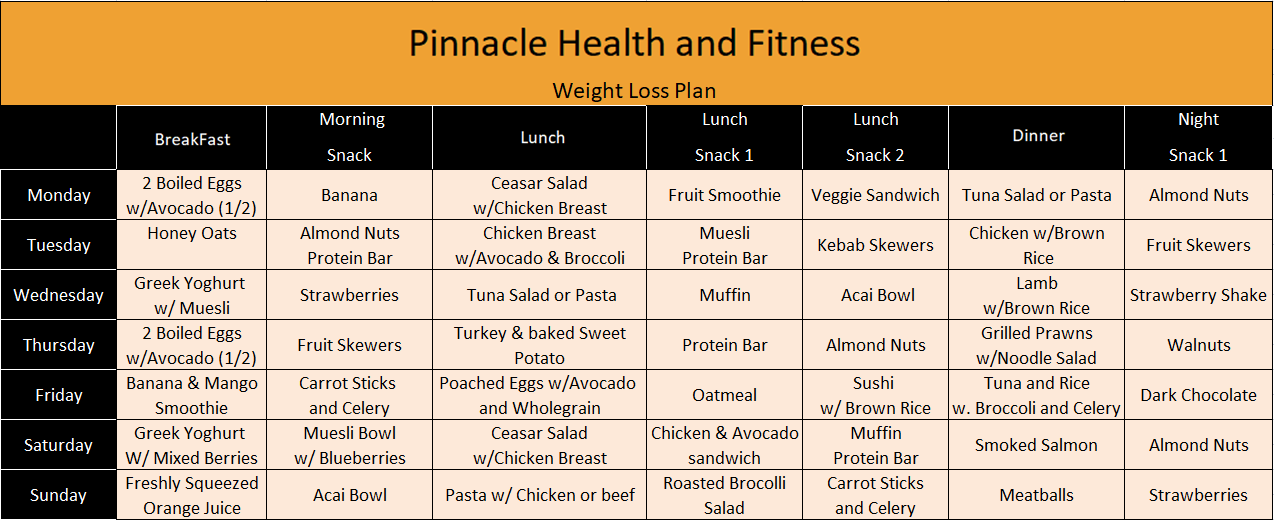 Pinnacle Health and Fitness
Weight Loss Plan
BreakFast
Morning
Snack
Lunch
Lunch
Snack 1
Lunch
Snack 2
Dinner
Night
Snack 1
Monday
2 Boiled Eggs
w/Avocado (1/2)
Banana
Ceasar Salad
w/Chicken Breast
Fruit Smoothie
Veggie Sandwich
Tuna Salad or Pasta
Almond Nuts
Tuesday
Honey Oats
Almond Nuts
Protein Bar
Chicken Breast
w/Avocado & Broccoli
Muesli
Protein Bar
Kebab Skewers
Chicken w/Brown
Rice
Fruit Skewers
Wednesday
Greek Yoghurt
w/ Muesli
Strawberries
Tuna Salad or Pasta
Muffin
Acai Bowl
Lamb
w/Brown Rice
Strawberry Shake
Thursday
2 Boiled Eggs
w/Avocado (1/2)
Fruit Skewers
Turkey & baked Sweet
Potato
Protein Bar
Almond Nuts
Grilled Prawns
w/Noodle Salad
Walnuts
Friday
Banana & Mango
Smoothie
Carrot Sticks
and Celery
Poached Eggs w/Avocado
and Wholegrain
Oatmeal
Sushi
w/ Brown Rice
Tuna and Rice
w. Broccoli and Celery
Dark Chocolate
Saturday
Greek Yoghurt
W/ Mixed Berries
Muesli Bowl
w/ Blueberries
Ceasar Salad
w/Chicken Breast
Chicken & Avocado
sandwich
Muffin
Protein Bar
Smoked Salmon
Almond Nuts
Sunday
Freshly Squeezed
Orange Juice
Acai Bowl
Pasta w/ Chicken or beef
Roasted Brocolli
Salad
Carrot Sticks
and Celery
Meatballs
Strawberries